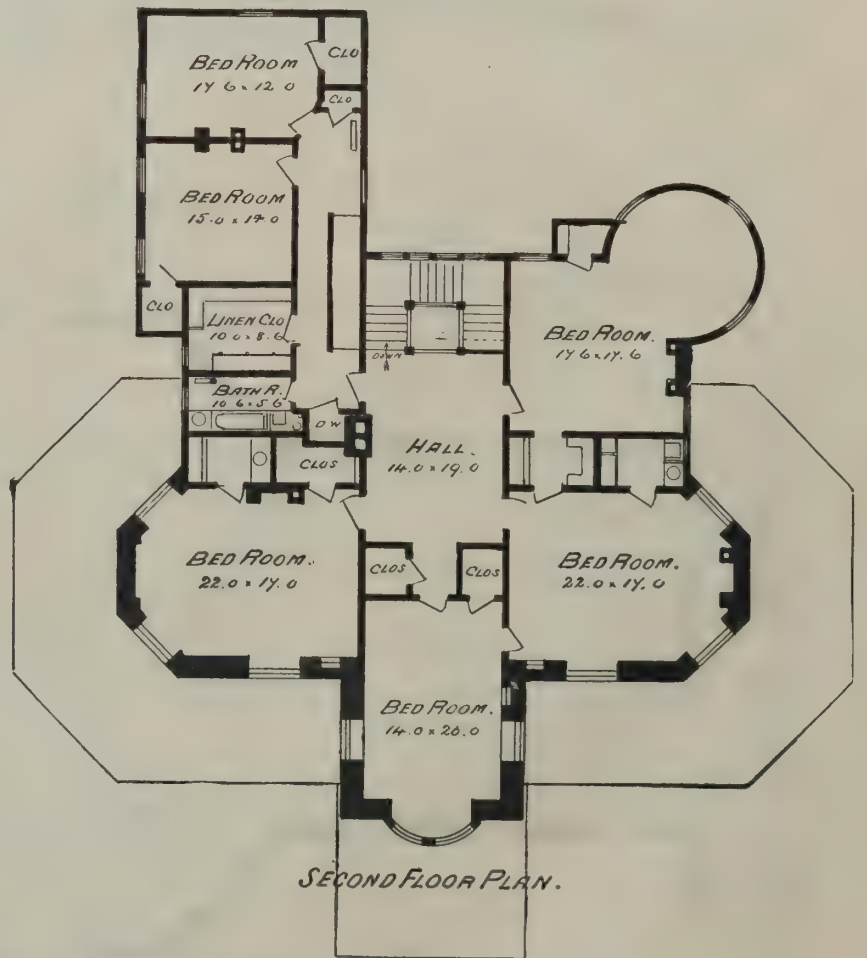 BED ROOM
17 6 × 12 0
CLO
CLO
BED ROOM
15.0 × 14.0
CLO
LINEN CLO
10 0 × 8.6
DOWN
BED ROOM.
17 6 × 17.6
BATH R.
10 6 × 5 6
D W
HALL.
14.0 × 19.0
CLOS
BED ROOM.
22.0 × 17.0
CLOS
CLOS
BED ROOM.
22.0 × 17.0
BED ROOM.
14.0 × 20.0
SECOND FLOOR PLAN.